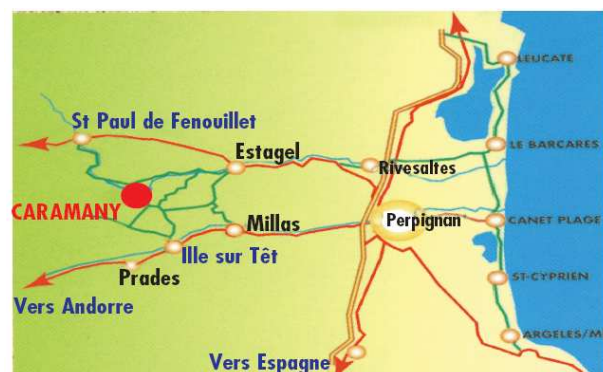 LEUCATE
St Paul de Fenouillet
LE BARCARES
Estagel
Rivesaltes
CARAMANY
Millas
Perpignan
CANET PLAGE
Ille sur Têt
Prades
ST-CYPRIEN
Vers Andorre
ARGELES/M
Vers Espagne